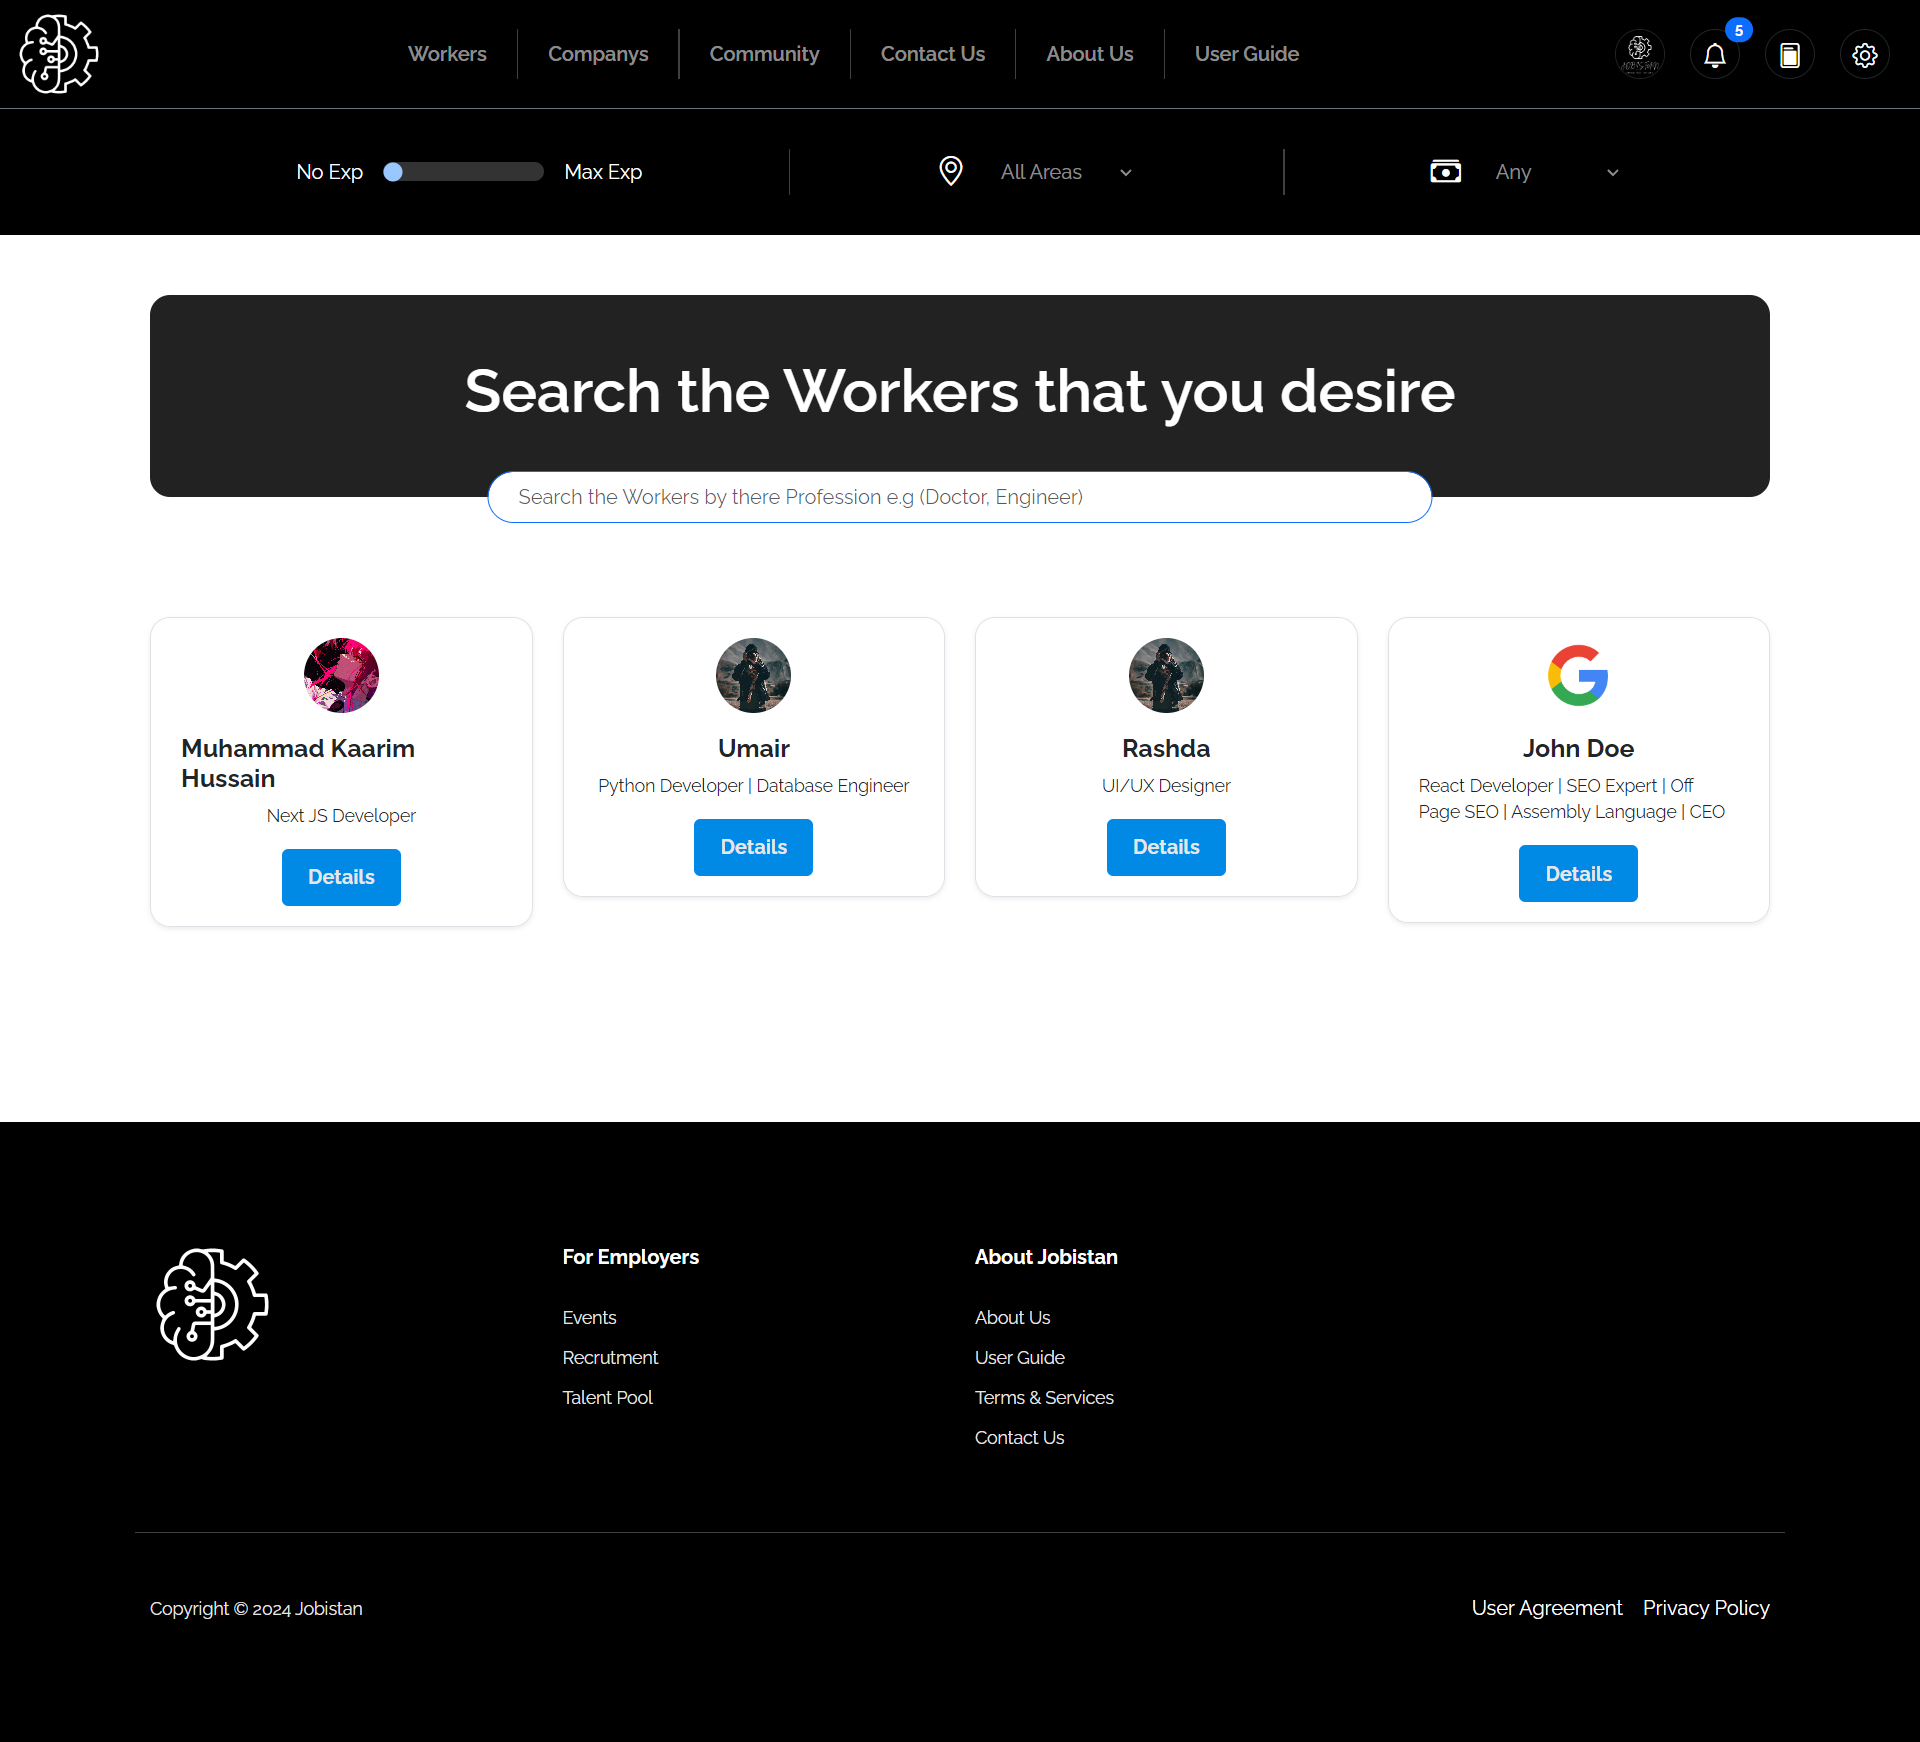 Workers
Companys
Community
Contact Us
About Us
User Guide
5
No Exp
Max Exp
All Areas
Any
Search the Workers that you desire
Search the Workers by there Profession e.g (Doctor, Engineer)
Muhammad Kaarim
Hussain
Next JS Developer
Details
Umair
Python Developer | Database Engineer
Details
Rashda
UI/UX Designer
Details
John Doe
React Developer | SEO Expert | Off
Page SEO | Assembly Language | CEO
Details
For Employers
Events
Recrutment
Talent Pool
About Jobistan
About Us
User Guide
Terms & Services
Contact Us
Copyright © 2024 Jobistan
User Agreement
Privacy Policy